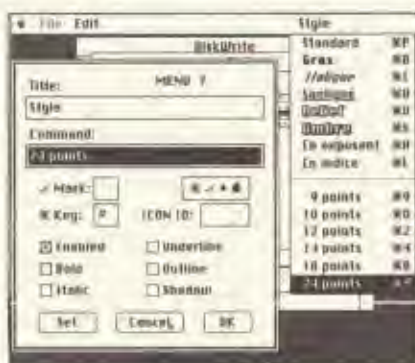 File Edit
Style
DiskWrite
MENU 7
Title:
Style
Command:
24 points
Mark:
Key:
ICON ID:
Enabled
Underline
Bold
Outline
Italic
Shadow
Set
Cancel
OK
Standard
Gras
Italique
Souligné
Relief
Ombré
En exposant
En indice
9 points
10 points
12 points
14 points
18 points
24 points